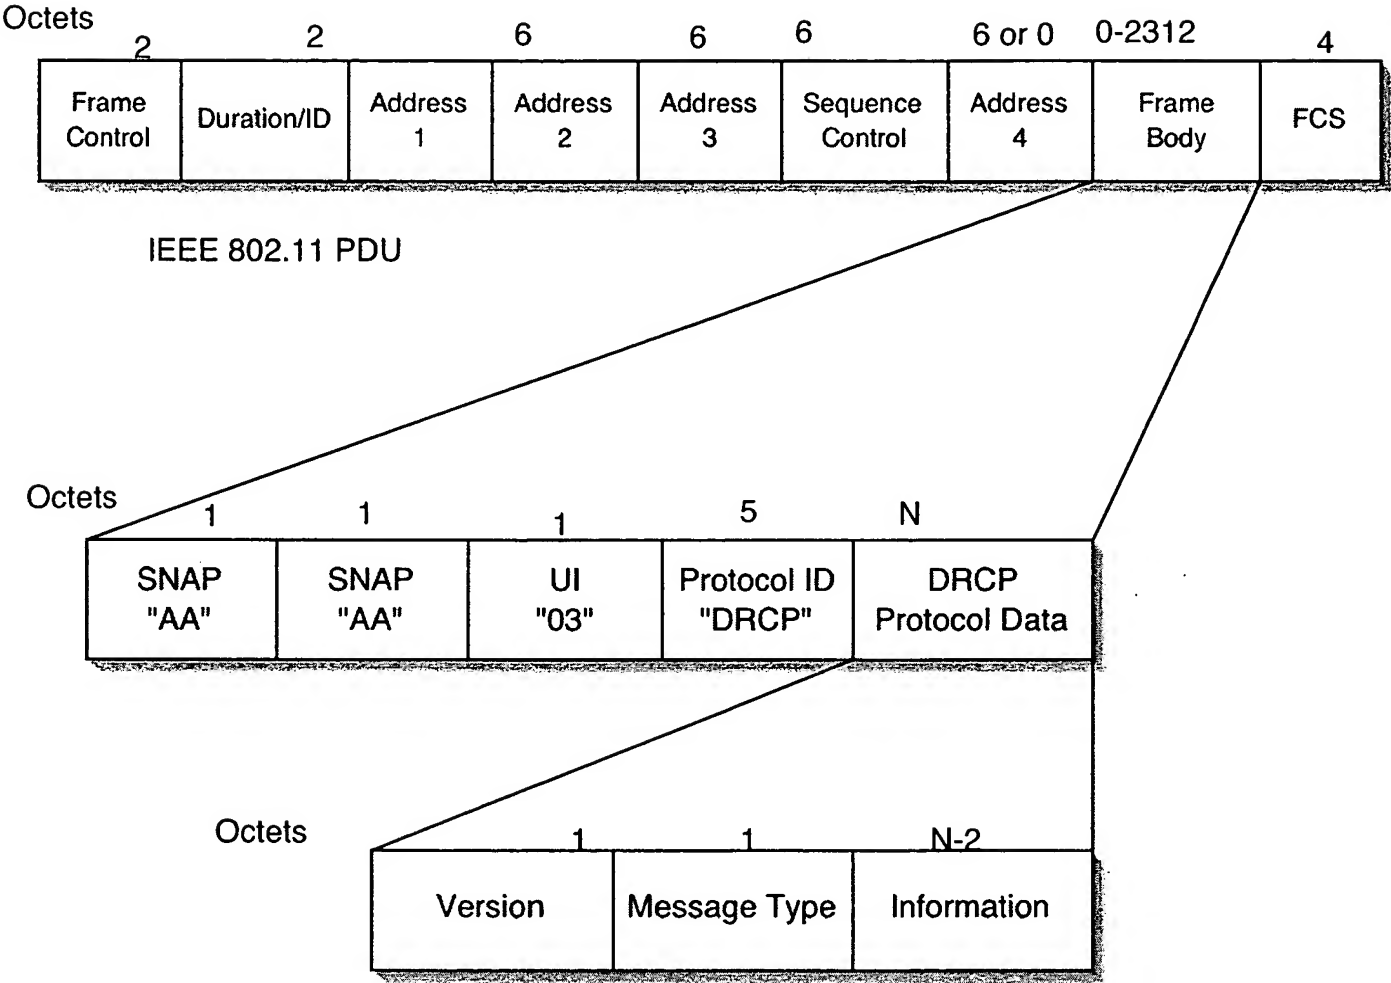 Octets
2 2 6 6 6 6 or 0 0-2312 4
Frame Control
Duration/ID
Address 1
Address 2
Address 3
Sequence Control
Address 4
Frame Body
FCS
IEEE 802.11 PDU
Octets
1 1 1 5 N
SNAP "AA"
SNAP "AA"
UI "03"
Protocol ID "DRCP"
DRCP Protocol Data
Octets
1 1 N-2
Version
Message Type
Information